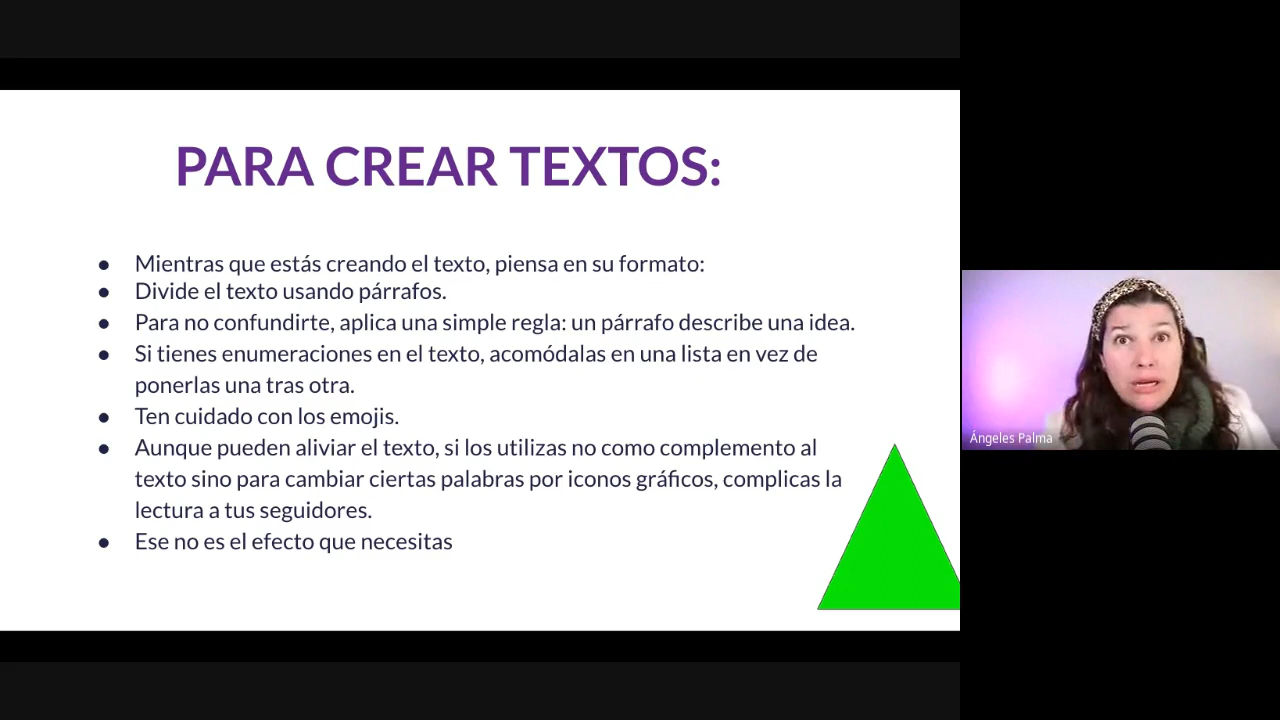 PARA CREAR TEXTOS:
● Mientras que estás creando el texto, piensa en su formato:
● Divide el texto usando párrafos.
● Para no confundirte, aplica una simple regla: un párrafo describe una idea.
● Si tienes enumeraciones en el texto, acomódalas en una lista en vez de
ponerlas una tras otra.
● Ten cuidado con los emojis.
● Aunque pueden aliviar el texto, si los utilizas no como complemento al
texto sino para cambiar ciertas palabras por iconos gráficos, complicas la
lectura a tus seguidores.
● Ese no es el efecto que necesitas
Ángeles Palma